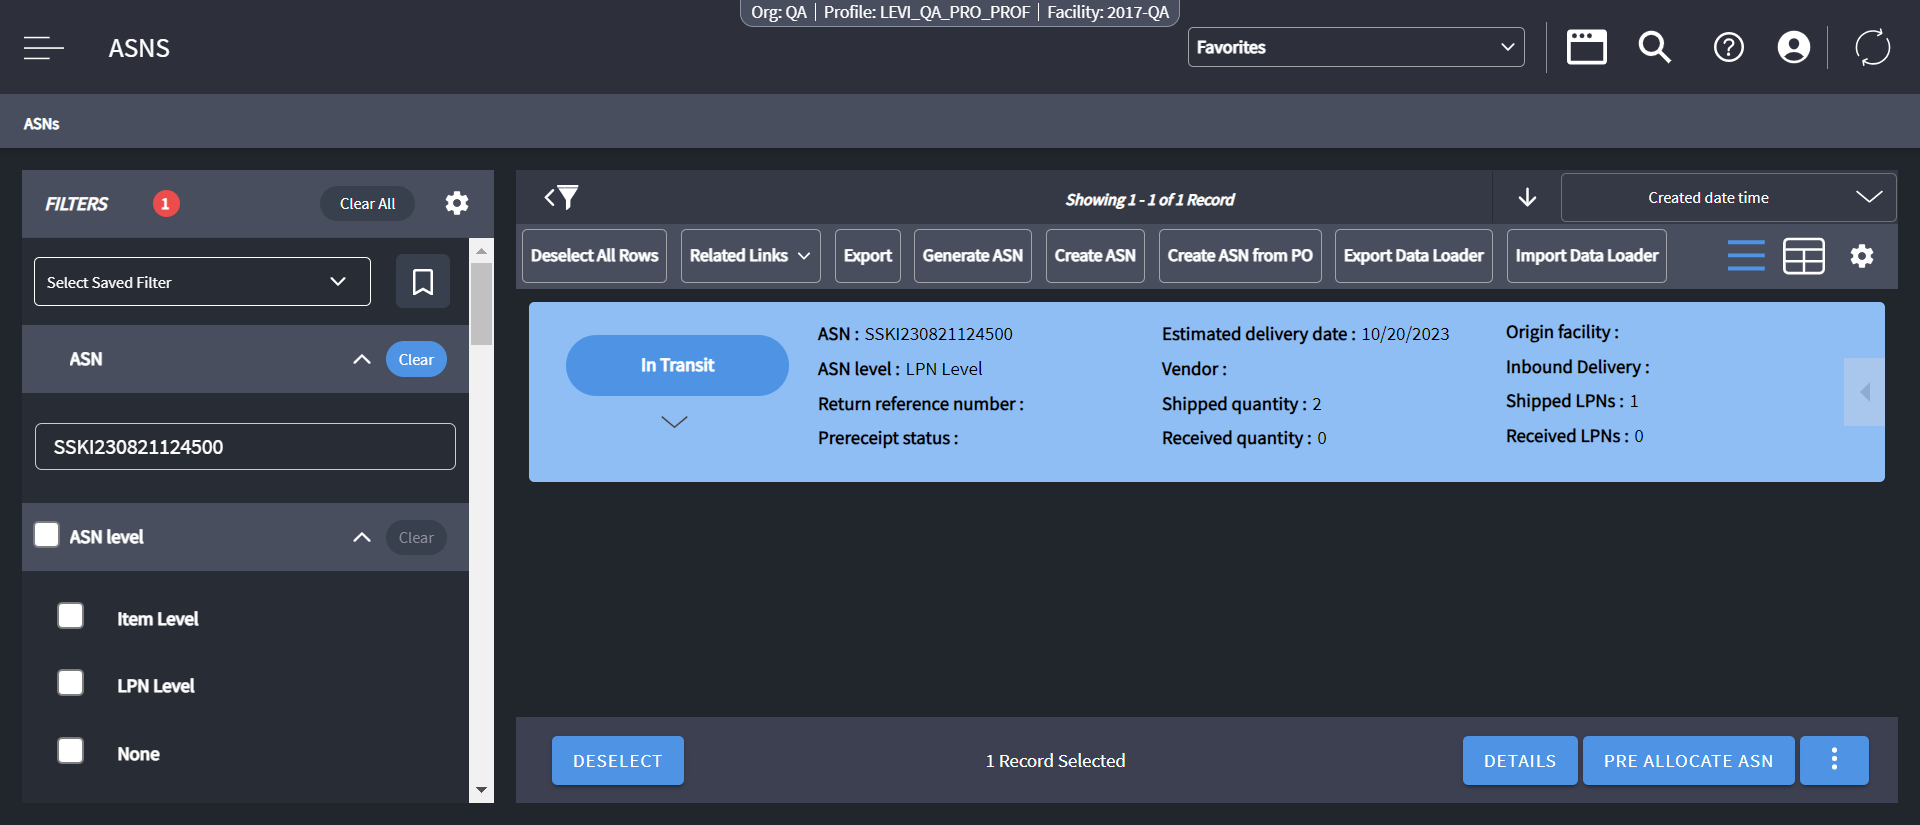 Org: QA | Profile: LEVI_QA_PRO_PROF | Facility: 2017-QA
ASNS
Favorites
ASNs
FILTERS 1 Clear All
Select Saved Filter
ASN Clear
SSKI230821124500
ASN level Clear
Item Level
LPN Level
None
Showing 1 - 1 of 1 Record
Created date time
Deselect All Rows Related Links Export Generate ASN Create ASN Create ASN from PO Export Data Loader Import Data Loader
In Transit
ASN : SSKI230821124500
ASN level : LPN Level
Return reference number :
Prereceipt status :
Estimated delivery date : 10/20/2023
Vendor :
Shipped quantity : 2
Received quantity : 0
Origin facility :
Inbound Delivery :
Shipped LPNs : 1
Received LPNs : 0
DESELECT 1 Record Selected DETAILS PRE ALLOCATE ASN